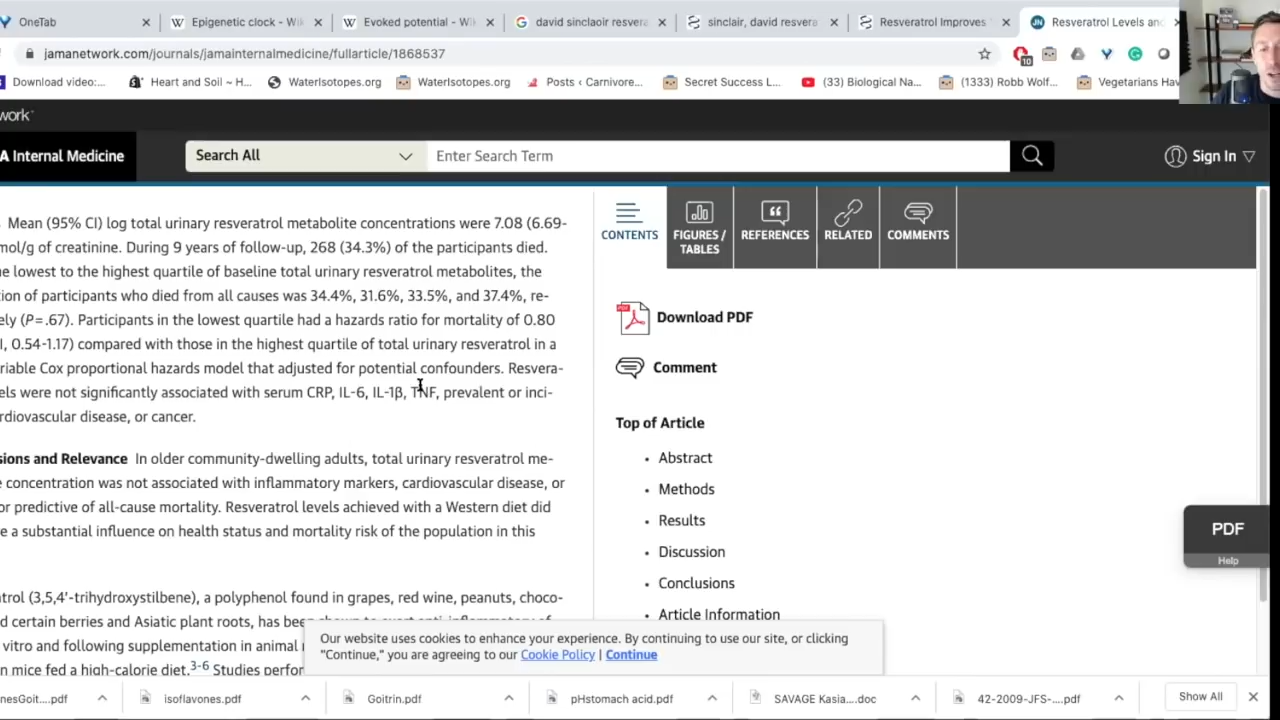 OneTab
Epigenetic clock - Wik
Evoked potential - Wik
david sinclaoir resvera
sinclair, david resvera
Resveratrol Improves
Resveratrol Levels and
jamanetwork.com/journals/jamainternalmedicine/fullarticle/1868537
10
Download video:...
Heart and Soil ~ H...
WaterIsotopes.org
WaterIsotopes.org
Posts ‹ Carnivore...
Secret Success L...
(33) Biological Na...
(1333) Robb Wolf...
Vegetarians Hav
work
A Internal Medicine
Search All
Enter Search Term
Sign In
Mean (95% CI) log total urinary resveratrol metabolite concentrations were 7.08 (6.69-
mol/g of creatinine. During 9 years of follow-up, 268 (34.3%) of the participants died.
e lowest to the highest quartile of baseline total urinary resveratrol metabolites, the
tion of participants who died from all causes was 34.4%, 31.6%, 33.5%, and 37.4%, re-
ely (P = .67). Participants in the lowest quartile had a hazards ratio for mortality of 0.80
I, 0.54-1.17) compared with those in the highest quartile of total urinary resveratrol in a
riable Cox proportional hazards model that adjusted for potential confounders. Resvera-
els were not significantly associated with serum CRP, IL-6, IL-1β, TNF, prevalent or inci-
rdiovascular disease, or cancer.
sions and Relevance In older community-dwelling adults, total urinary resveratrol me-
e concentration was not associated with inflammatory markers, cardiovascular disease, or
or predictive of all-cause mortality. Resveratrol levels achieved with a Western diet did
e a substantial influence on health status and mortality risk of the population in this
trol (3,5,4′-trihydroxystilbene), a polyphenol found in grapes, red wine, peanuts, choco-
d certain berries and Asiatic plant roots, has been shown to exert anti-inflammatory ef-
vitro and following supplementation in animal
n mice fed a high-calorie diet.3-6 Studies perfor
CONTENTS
FIGURES /
TABLES
REFERENCES
RELATED
COMMENTS
PDF
Download PDF
Comment
Top of Article
• Abstract
• Methods
• Results
• Discussion
• Conclusions
• Article Information
PDF
Help
Our website uses cookies to enhance your experience. By continuing to use our site, or clicking
"Continue," you are agreeing to our Cookie Policy | Continue
nesGoit....pdf
isoflavones.pdf
Goitrin.pdf
pHstomach acid.pdf
SAVAGE Kasia....doc
42-2009-JFS-....pdf
Show All